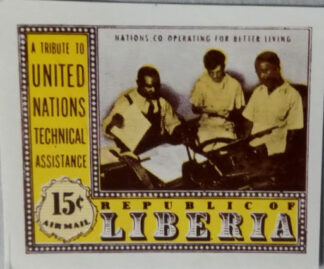 NATIONS CO-OPERATING FOR BETTER LIVING
A TRIBUTE TO
UNITED
NATIONS
TECHNICAL
ASSISTANCE
15¢
AIR MAIL
REPUBLIC OF
LIBERIA